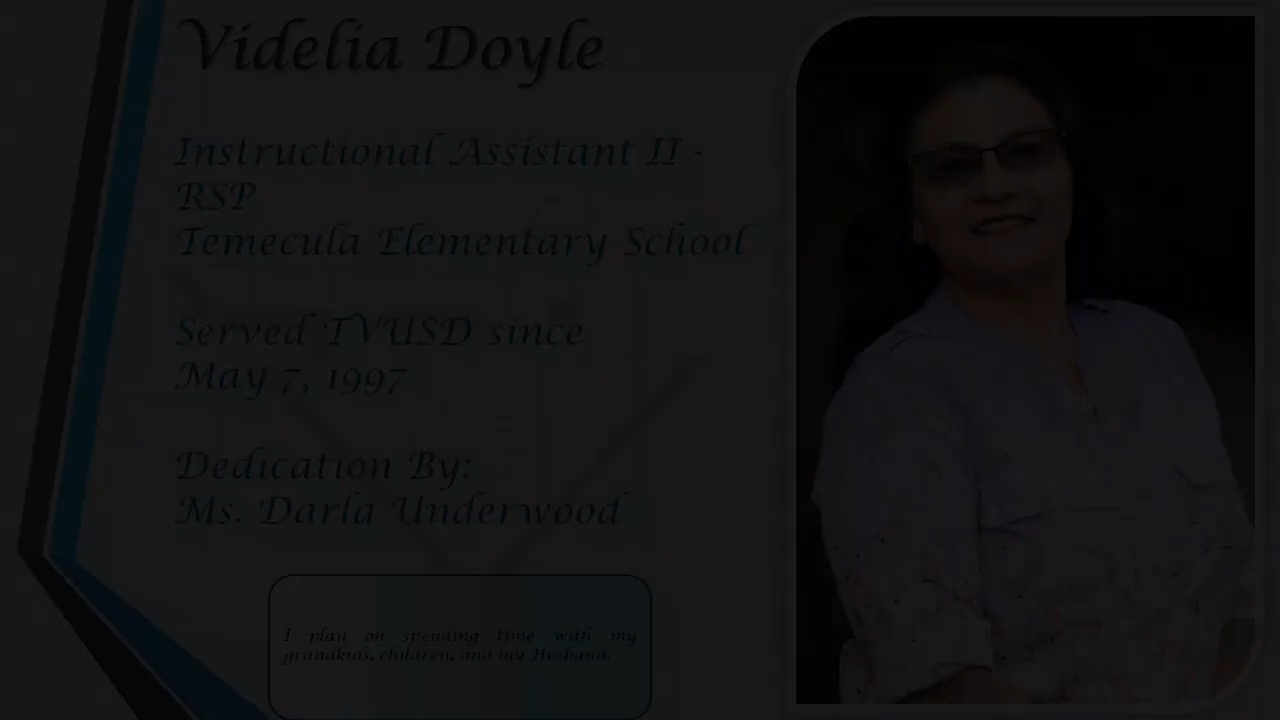 Videlia Doyle
Instructional Assistant II -
RSP
Temecula Elementary School
Served TVUSD since
May 7, 1997
Dedication By:
Ms. Darla Underwood
I plan on spending time with my
grandkids, children, and my Husband.